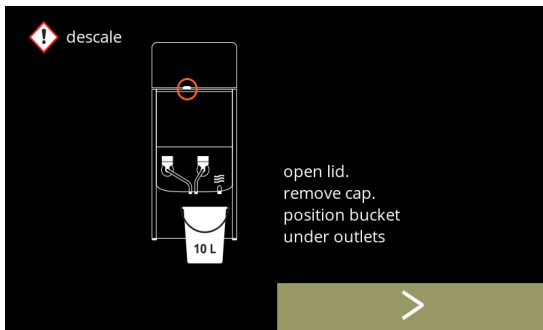 descale
open lid.
remove cap.
position bucket
under outlets
10 L